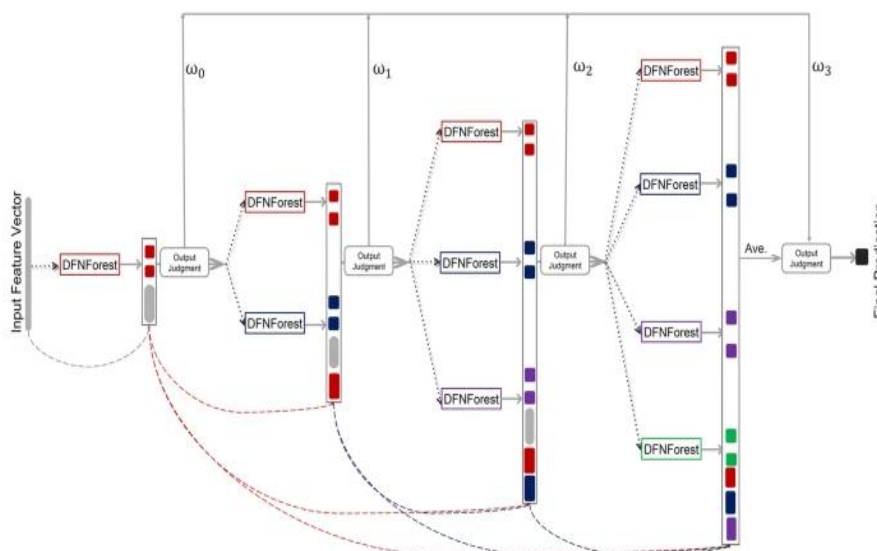 ω0
ω1
ω2
ω3
Input Feature Vector
DFNForest
Output
Judgment
DFNForest
DFNForest
Output
Judgment
DFNForest
DFNForest
DFNForest
Output
Judgment
DFNForest
DFNForest
DFNForest
DFNForest
Ave.
Output
Judgment